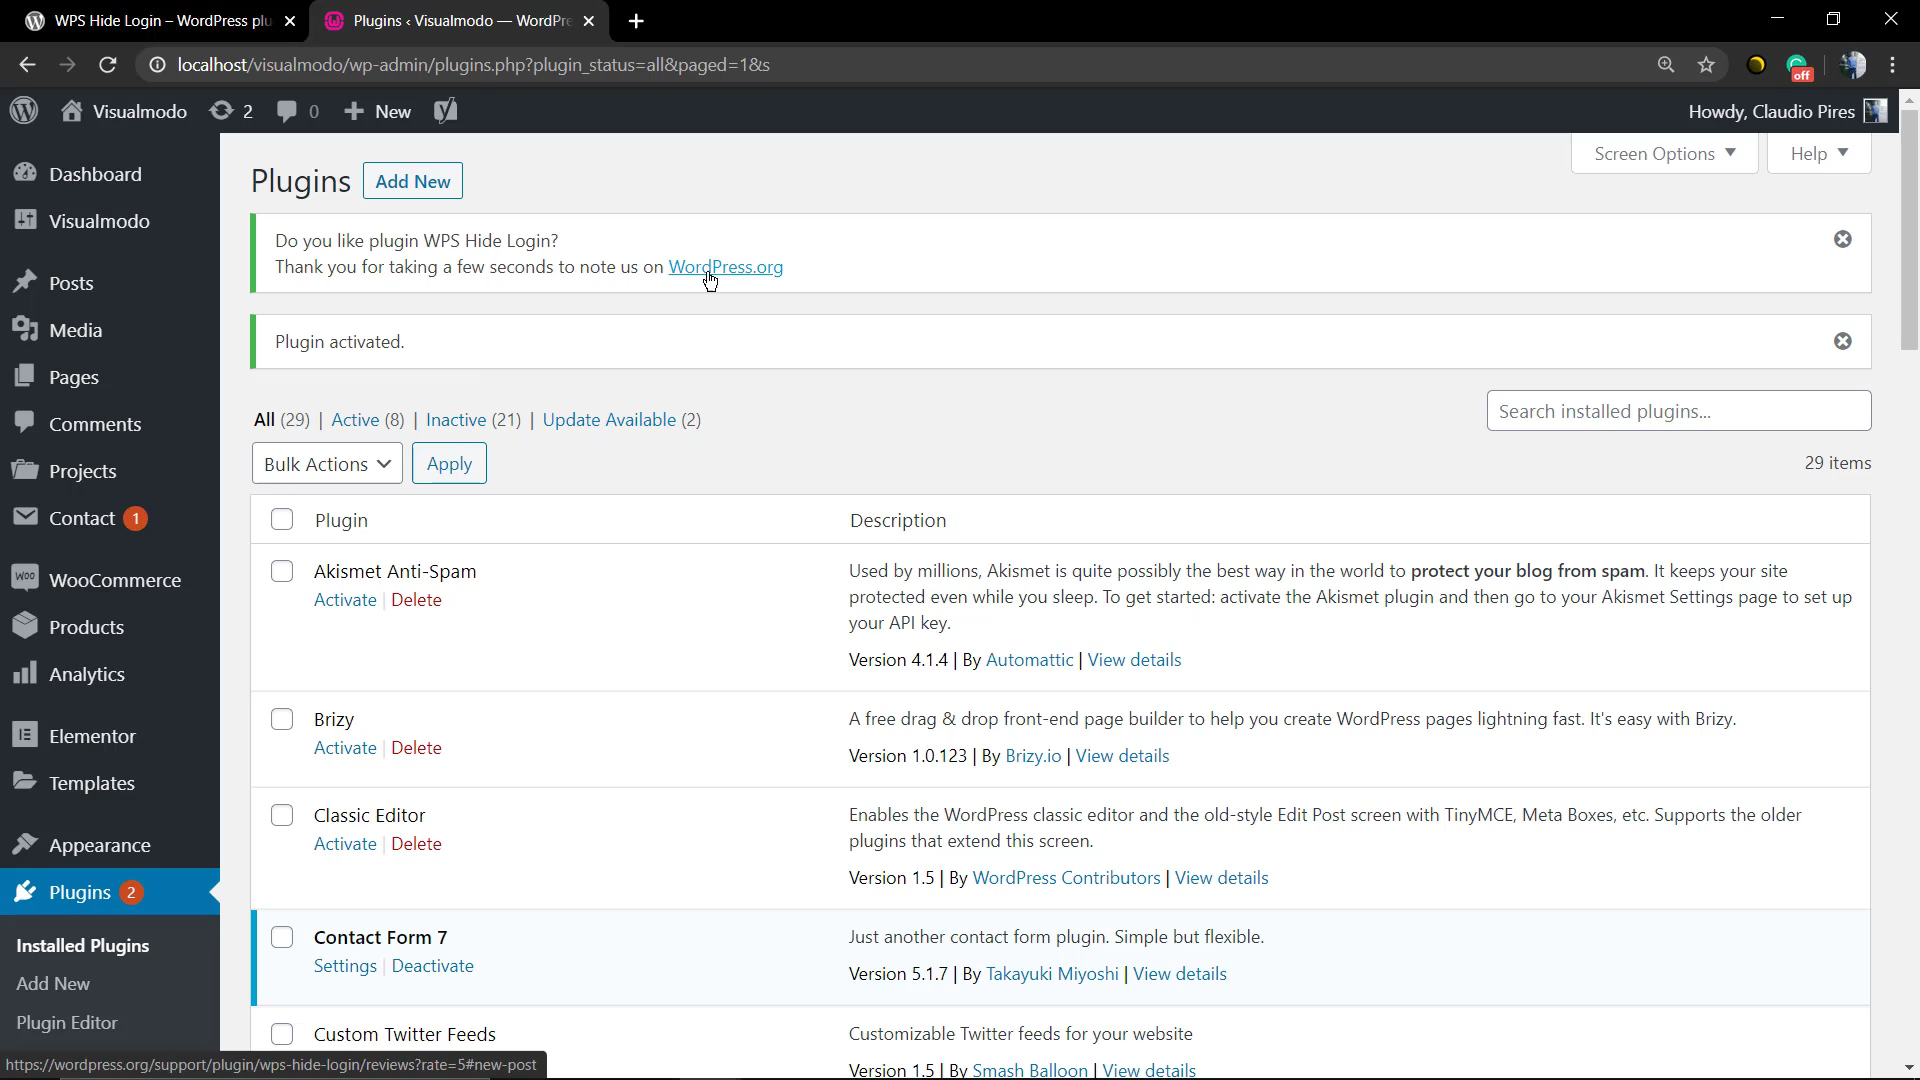 WPS Hide Login – WordPress plu
Plugins ‹ Visualmodo — WordPre
localhost/visualmodo/wp-admin/plugins.php?plugin_status=all&paged=1&s
off
Visualmodo
2
0
New
Howdy, Claudio Pires
Dashboard
Visualmodo
Posts
Media
Pages
Comments
Projects
Contact 1
WooCommerce
Products
Analytics
Elementor
Templates
Appearance
Plugins 2
Installed Plugins
Add New
Plugin Editor
Screen Options
Help
Plugins
Add New
Do you like plugin WPS Hide Login?
Thank you for taking a few seconds to note us on WordPress.org
Plugin activated.
All (29) | Active (8) | Inactive (21) | Update Available (2)
Search installed plugins...
Bulk Actions
Apply
29 items
Plugin
Description
Akismet Anti-Spam
Activate | Delete
Used by millions, Akismet is quite possibly the best way in the world to protect your blog from spam. It keeps your site
protected even while you sleep. To get started: activate the Akismet plugin and then go to your Akismet Settings page to set up
your API key.
Version 4.1.4 | By Automattic | View details
Brizy
Activate | Delete
A free drag & drop front-end page builder to help you create WordPress pages lightning fast. It's easy with Brizy.
Version 1.0.123 | By Brizy.io | View details
Classic Editor
Activate | Delete
Enables the WordPress classic editor and the old-style Edit Post screen with TinyMCE, Meta Boxes, etc. Supports the older
plugins that extend this screen.
Version 1.5 | By WordPress Contributors | View details
Contact Form 7
Settings | Deactivate
Just another contact form plugin. Simple but flexible.
Version 5.1.7 | By Takayuki Miyoshi | View details
Custom Twitter Feeds
Customizable Twitter feeds for your website
Version 1.5 | By Smash Balloon | View details
https://wordpress.org/support/plugin/wps-hide-login/reviews?rate=5#new-post